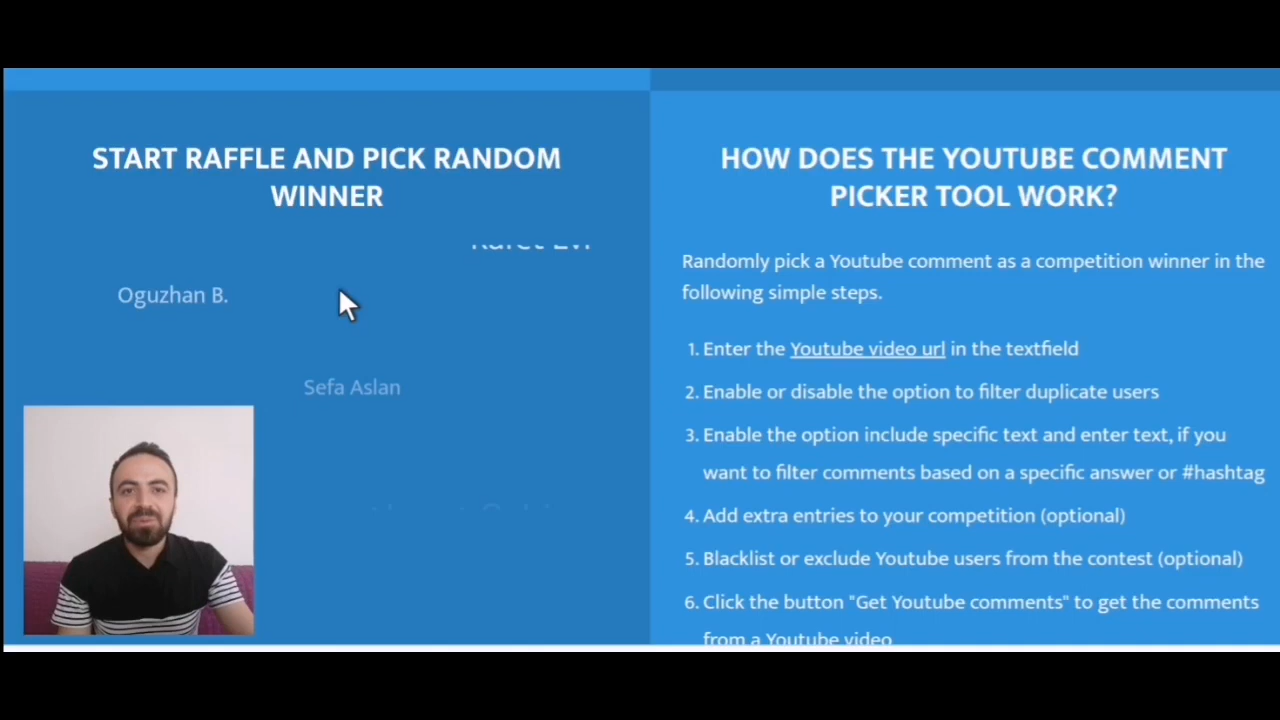 START RAFFLE AND PICK RANDOM
WINNER
Oguzhan B.
Sefa Aslan
HOW DOES THE YOUTUBE COMMENT
PICKER TOOL WORK?
Randomly pick a Youtube comment as a competition winner in the
following simple steps.
1. Enter the Youtube video url in the textfield
2. Enable or disable the option to filter duplicate users
3. Enable the option include specific text and enter text, if you
want to filter comments based on a specific answer or #hashtag
4. Add extra entries to your competition (optional)
5. Blacklist or exclude Youtube users from the contest (optional)
6. Click the button "Get Youtube comments" to get the comments
from a Youtube video